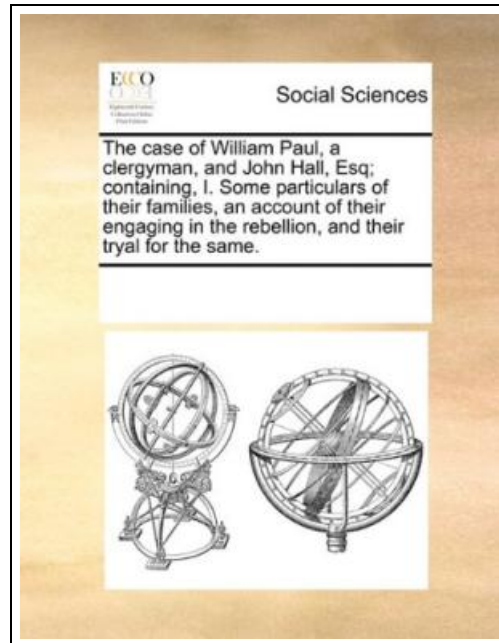 ECCO
Social Sciences
The case of William Paul, a
clergyman, and John Hall, Esq;
containing, I. Some particulars of
their families, an account of their
engaging in the rebellion, and their
tryal for the same.